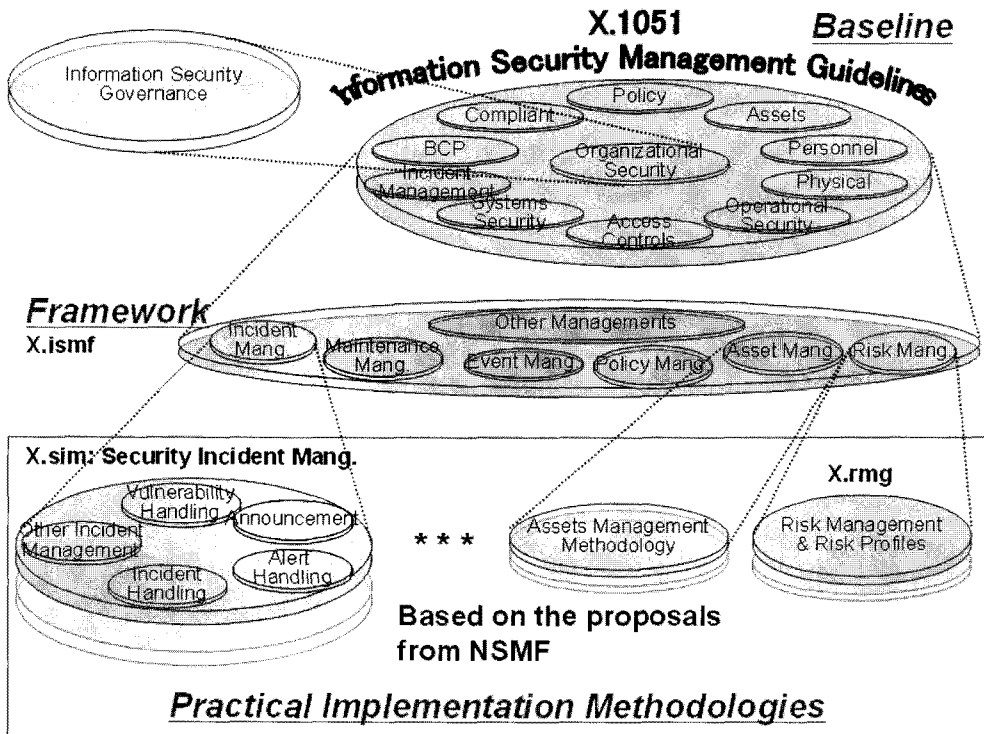 X.1051
Baseline
Information Security Management Guidelines
Information Security
Governance
Policy
Compliant
Assets
BCP
Organizational
Security
Personnel
Incident
Management
Physical
Systems
Security
Operational
Security
Access
Controls
Framework
X.ismf
Incident
Mang.
Other Managements
Maintenance
Mang.
Event Mang.
Policy Mang.
Asset Mang.
Risk Mang.
X.sim: Security Incident Mang.
X.rmg
Vulnerability
Handling
Other Incident
Management
Announcement
Alert
Handling
Incident
Handling
* * *
Assets Management
Methodology
Risk Management
& Risk Profiles
Based on the proposals
from NSMF
Practical Implementation Methodologies